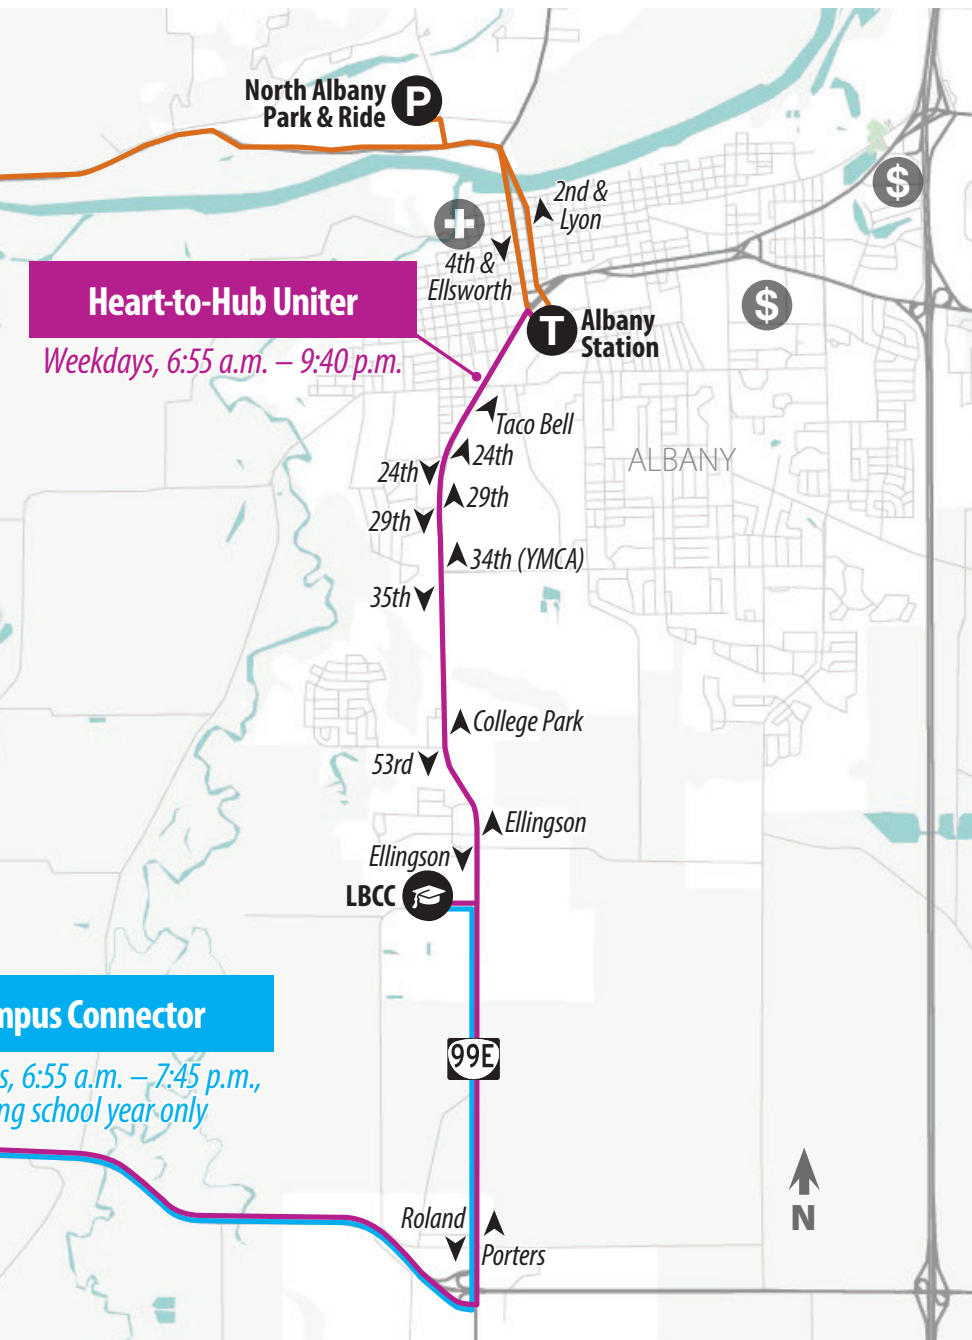 North Albany
Park & Ride
P
$
2nd &
Lyon
4th &
Ellsworth
Heart-to-Hub Uniter
Weekdays, 6:55 a.m. – 9:40 p.m.
$
T
Albany
Station
Taco Bell
24th
24th
ALBANY
29th
29th
34th (YMCA)
35th
College Park
53rd
Ellingson
Ellingson
LBCC
mpus Connector
99E
s, 6:55 a.m. – 7:45 p.m.,
ng school year only
N
Roland
Porters